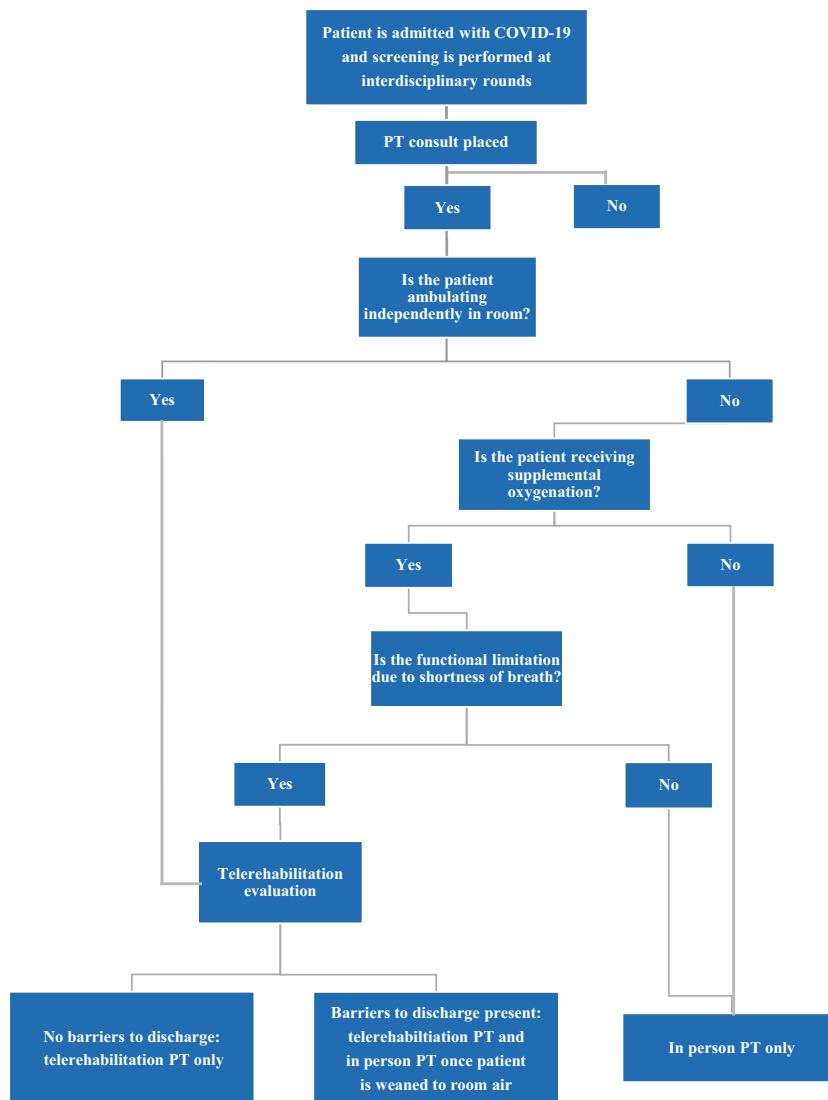 Patient is admitted with COVID-19
and screening is performed at
interdisciplinary rounds
PT consult placed
Yes
No
Is the patient
ambulating
independently in room?
Yes
No
Is the patient receiving
supplemental
oxygenation?
Yes
No
Is the functional limitation
due to shortness of breath?
Yes
No
Telerehabilitation
evaluation
No barriers to discharge:
telerehabilitation PT only
Barriers to discharge present:
telerehabiltiation PT and
in person PT once patient
is weaned to room air
In person PT only